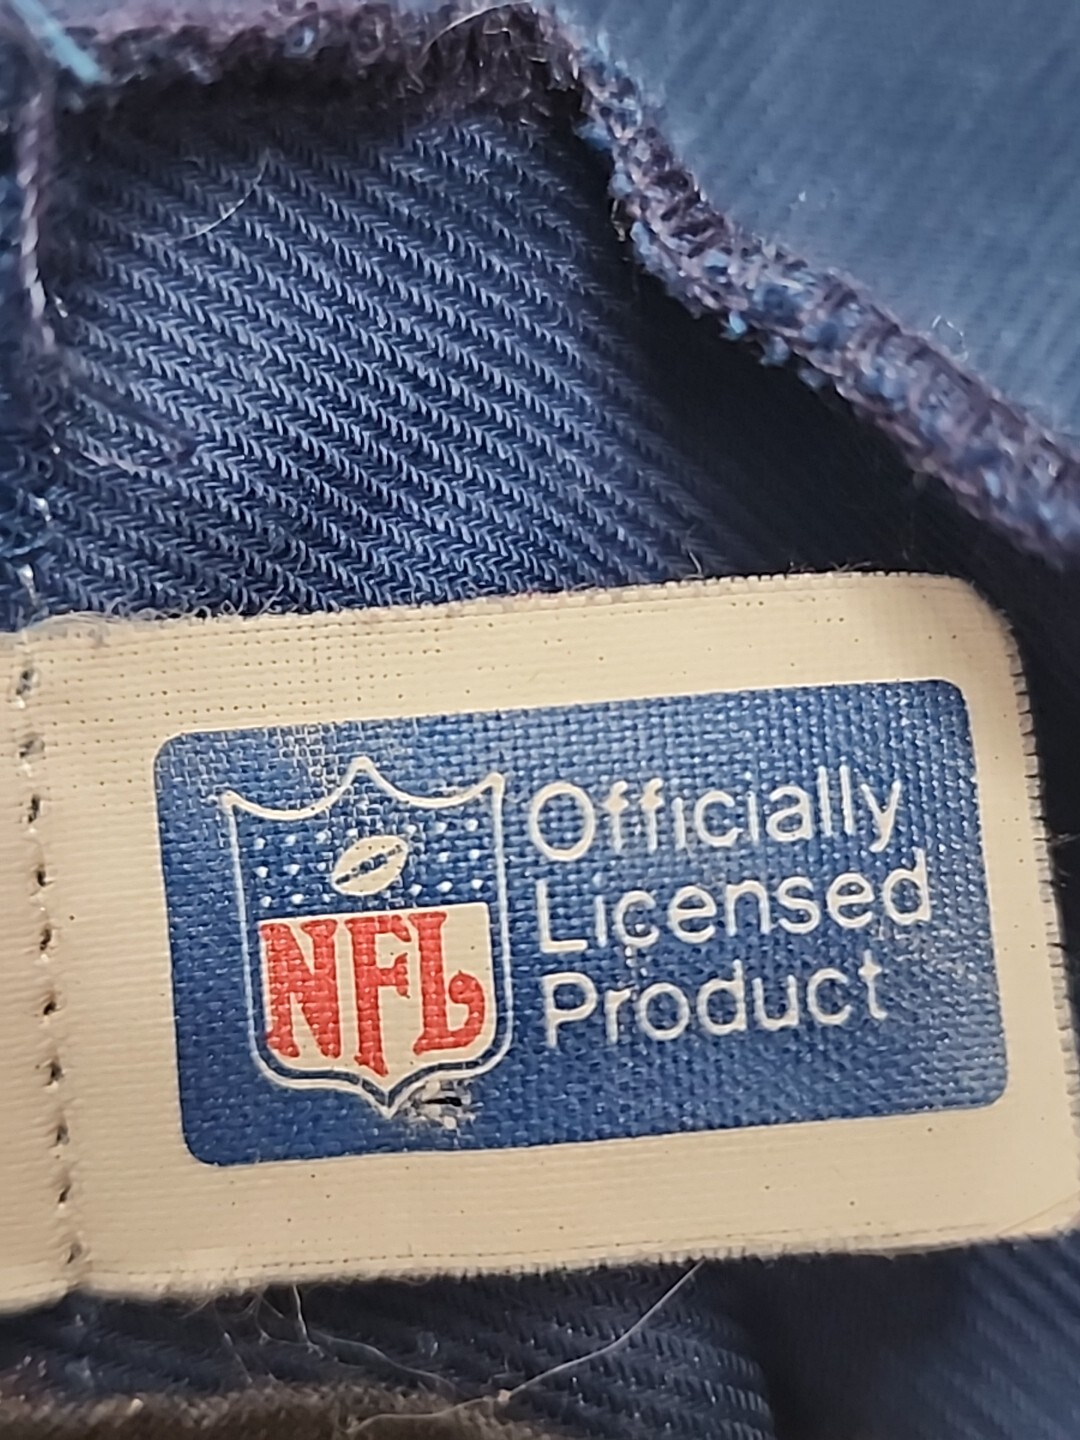 NFL
Officially
Licensed
Product